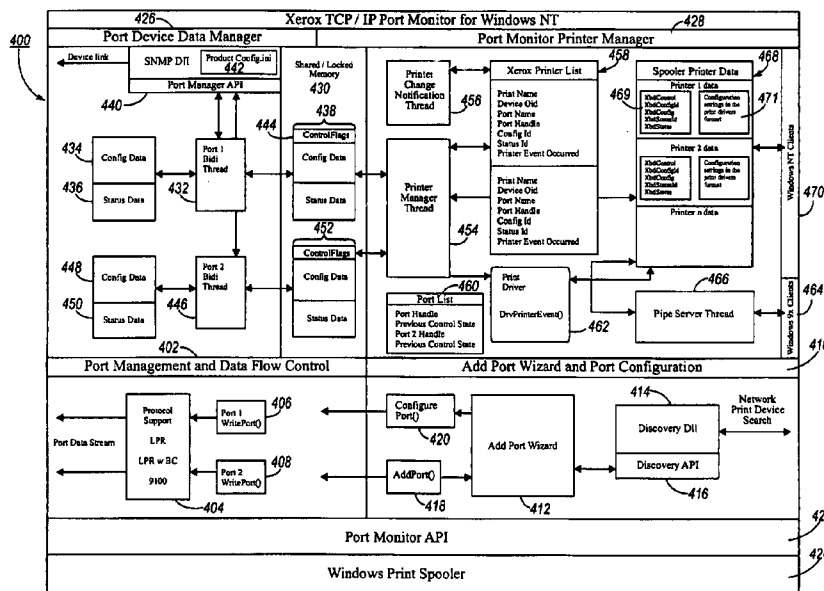 Xerox TCP / IP Port Monitor for Windows NT
426
428
Port Device Data Manager
Port Monitor Printer Manager
400
Device link
SNMP Dll
Product Config.ini
442
Port Manager API
440
Shared / Locked
Memory
430
438
444
ControlFlags
Config Data
Status Data
434
Config Data
436
Status Data
Port 1
Bidi
Thread
432
452
ControlFlags
Config Data
Status Data
448
Config Data
450
Status Data
Port 2
Bidi
Thread
446
Printer
Change
Notification
Thread
456
Printer
Manager
Thread
454
458
Xerox Printer List
Print Name
Device Oid
Port Name
Port Handle
Config Id
Status Id
Printer Event Occurred
Print Name
Device Oid
Port Name
Port Handle
Config Id
Status Id
Printer Event Occurred
468
Spooler Printer Data
Printer 1 data
469
XbdiControl
XbdiConfigId
XbdiConfig
XbdiStatusId
XbdiStatus
Configuration
settings in the
print drivers
format
471
Printer 2 data
XbdiControl
XbdiConfigId
XbdiConfig
XbdiStatusId
XbdiStatus
Configuration
settings in the
print drivers
format
Printer n data
Windows NT Clients
470
460
Port List
Port Handle
Previous Control State
Port 2 Handle
Previous Control State
Print
Driver
DrvPrinterEvent()
462
466
Pipe Server Thread
Windows 9x Clients
464
402
Port Management and Data Flow Control
Add Port Wizard and Port Configuration
410
Port Data Stream
Protocol
Support
LPR
LPR w BC
9100
404
Port 1
WritePort()
406
Port 2
WritePort()
408
Configure
Port()
420
AddPort()
418
Add Port Wizard
412
414
Discovery Dll
Discovery API
416
Network
Print Device
Search
Port Monitor API
Windows Print Spooler